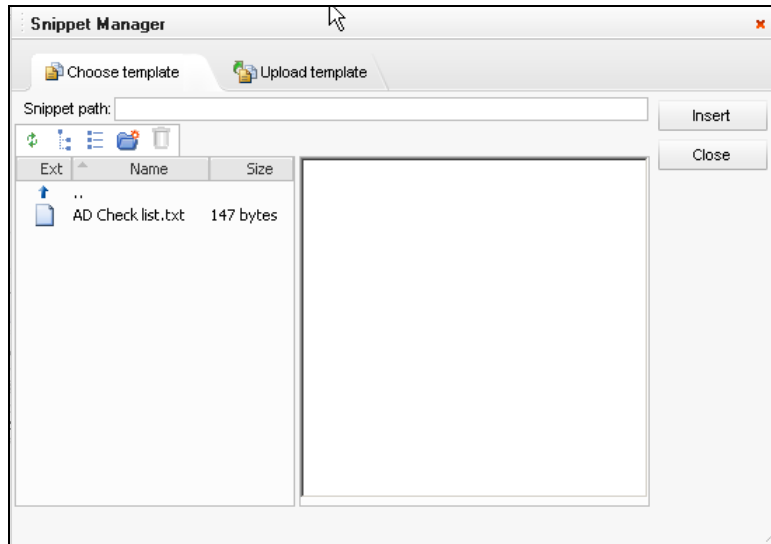 Snippet Manager
Choose template
Upload template
Snippet path:
Insert
Close
Ext Name Size
..
AD Check list.txt 147 bytes